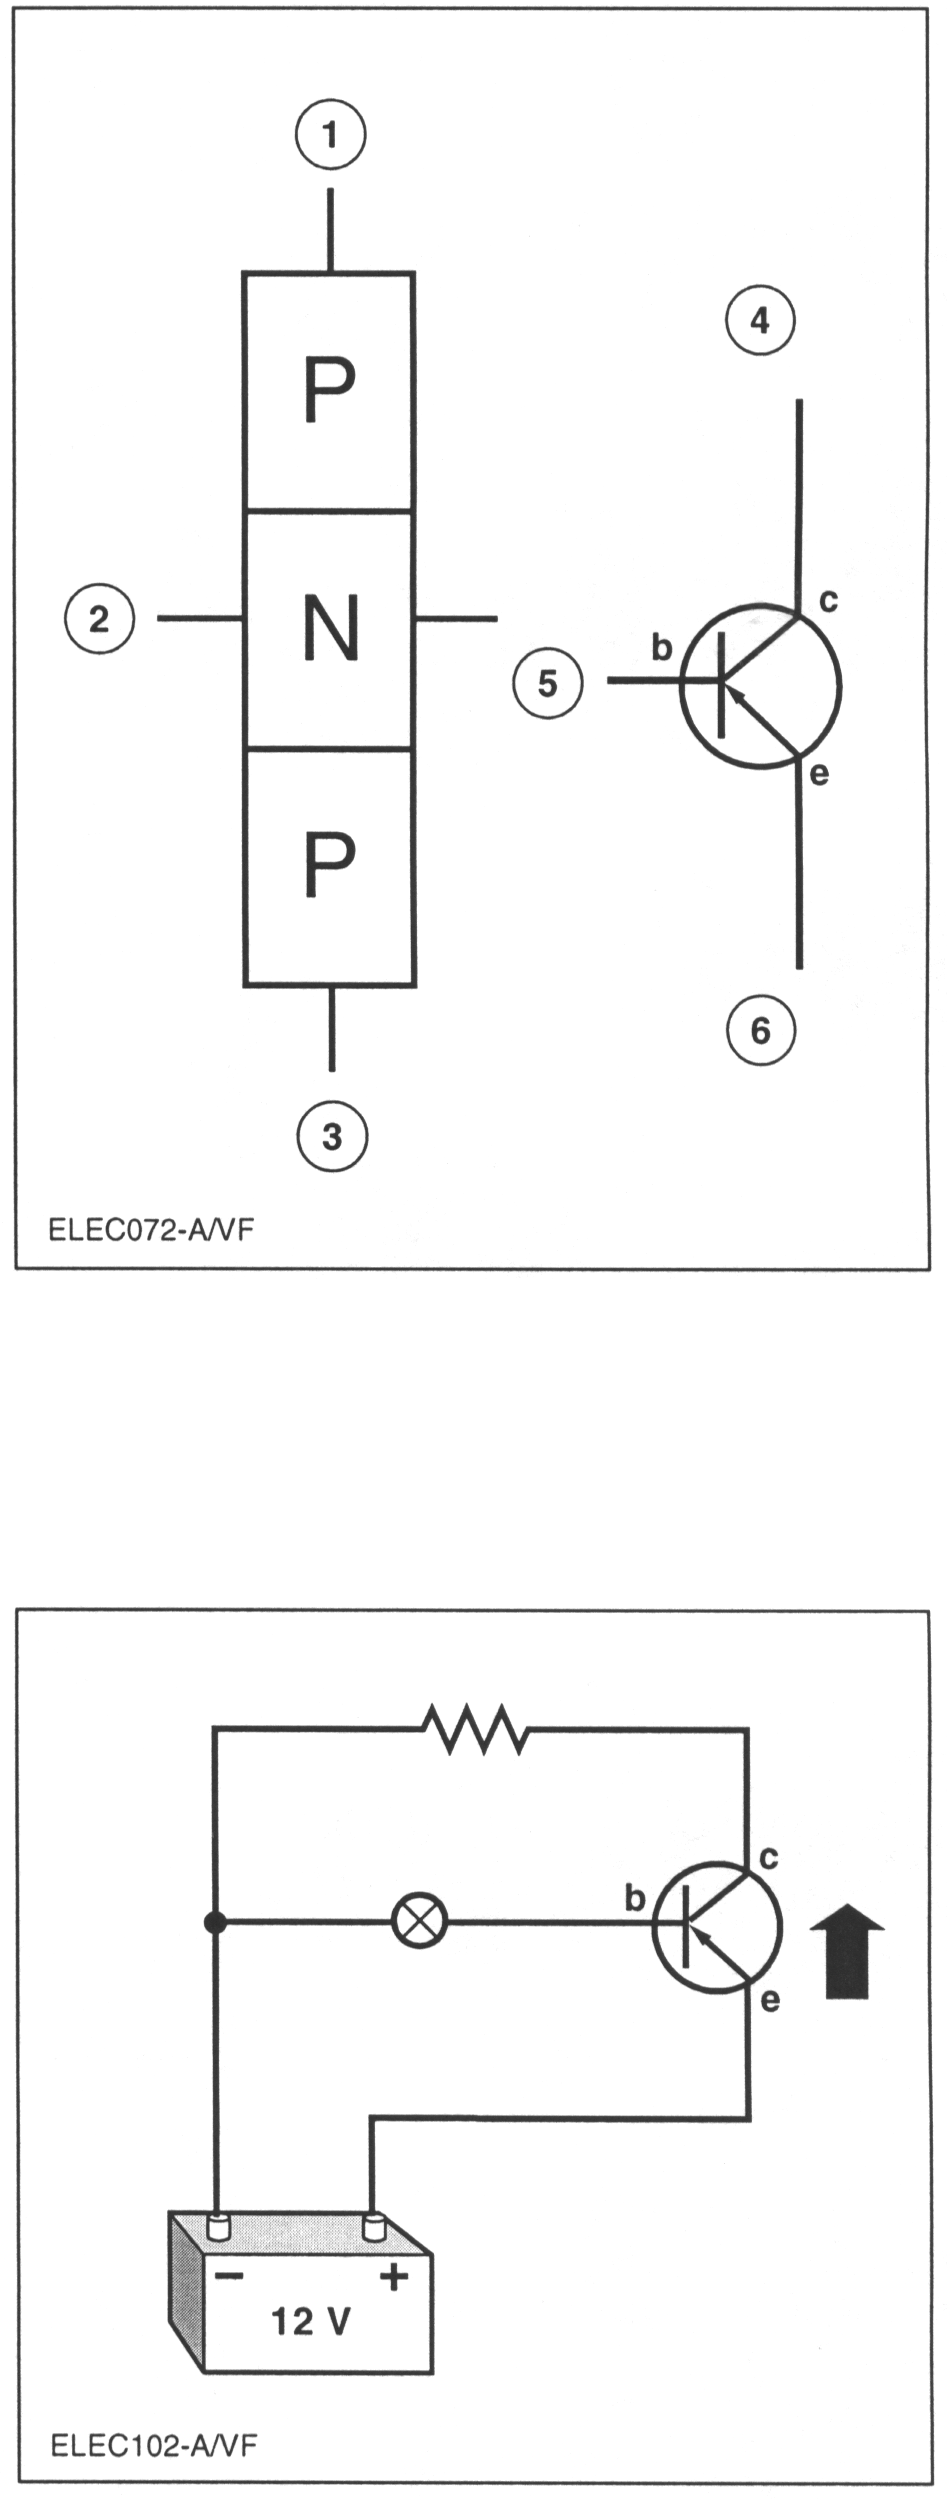 1
P
4
N
2
c
b
5
e
P
6
3
ELEC072-A/VF
c
b
e
− +
12 V
ELEC102-A/VF